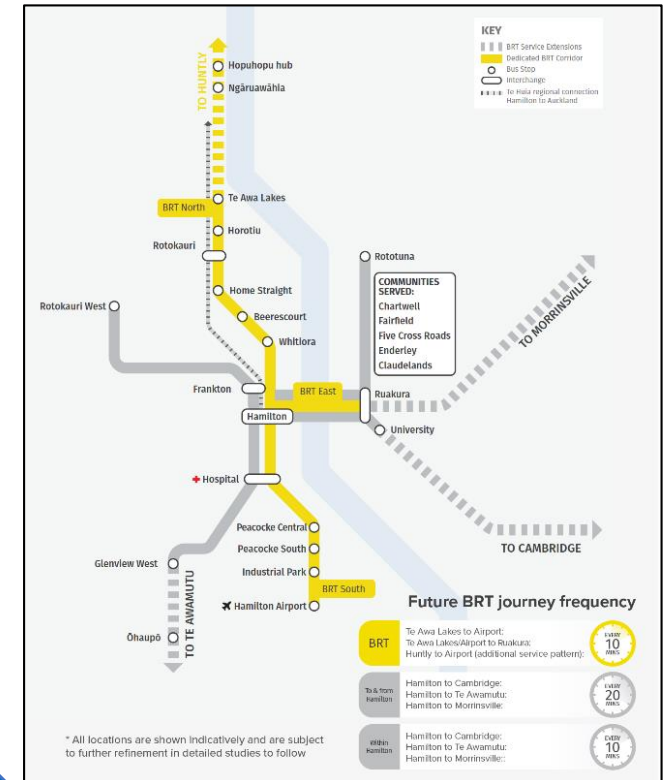 KEY
BRT Service Extensions
Dedicated BRT Corridor
Bus Stop
Interchange
Te Huia regional connection
Hamilton to Auckland
TO HUNTLY
Hopuhopu hub
Ngāruawāhia
Te Awa Lakes
BRT North
Horotiu
Rotokauri
Rototuna
COMMUNITIES
SERVED:
Chartwell
Fairfield
Five Cross Roads
Enderley
Claudelands
TO MORRINSVILLE
Home Straight
Rotokauri West
Beerescourt
Whitiora
Frankton
BRT East
Ruakura
Hamilton
University
Hospital
Peacocke Central
TO CAMBRIDGE
Peacocke South
Glenview West
Industrial Park
BRT South
Hamilton Airport
TO TE AWAMUTU
Ōhaupō
Future BRT journey frequency
BRT
Te Awa Lakes to Airport:
Te Awa Lakes/Airport to Ruakura:
Huntly to Airport (additional service pattern):
EVERY
10
MINS
To & from
Hamilton
Hamilton to Cambridge:
Hamilton to Te Awamutu:
Hamilton to Morrinsville:
EVERY
20
MINS
Within
Hamilton
Hamilton to Cambridge:
Hamilton to Te Awamutu:
Hamilton to Morrinsville::
EVERY
10
MINS
* All locations are shown indicatively and are subject
to further refinement in detailed studies to follow